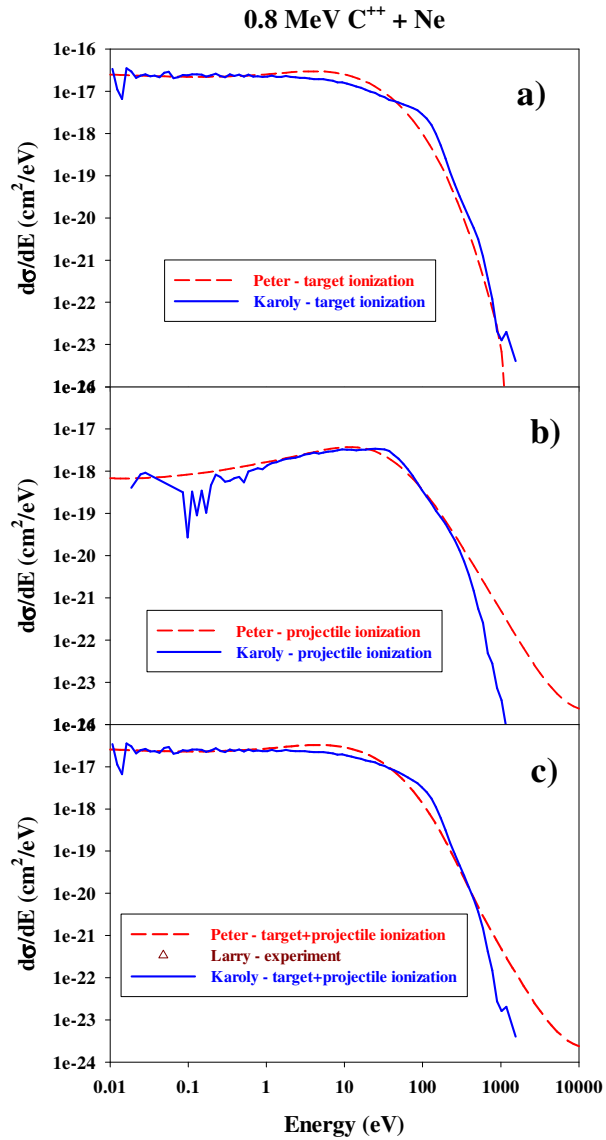 0.8 MeV C++ + Ne
1e-16
1e-17
1e-18
1e-19
1e-20
1e-21
1e-22
1e-23
1e-24
dσ/dE (cm2/eV)
a)
Peter - target ionization
Karoly - target ionization
1e-16
1e-17
1e-18
1e-19
1e-20
1e-21
1e-22
1e-23
1e-24
dσ/dE (cm2/eV)
b)
Peter - projectile ionization
Karoly - projectile ionization
1e-16
1e-17
1e-18
1e-19
1e-20
1e-21
1e-22
1e-23
1e-24
dσ/dE (cm2/eV)
c)
Peter - target+projectile ionization
Larry - experiment
Karoly - target+projectile ionization
0.01 0.1 1 10 100 1000 10000
Energy (eV)